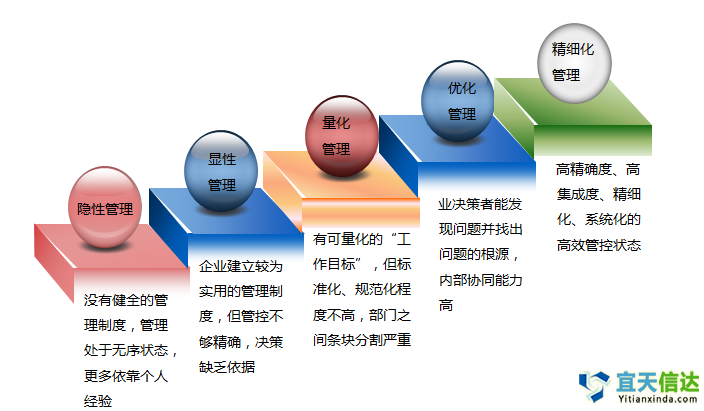 隐性管理
没有健全的管
理制度，管理
处于无序状态，
更多依靠个人
经验
显性
管理
企业建立较为
实用的管理制
度，但管控不
够精确，决策
缺乏依据
量化
管理
有可量化的“工
作目标”，但标
准化、规范化程
度不高，部门之
间条块分割严重
优化
管理
业决策者能发
现问题并找出
问题的根源，
内部协同能力
高
精细化
管理
高精确度、高
集成度、精细
化、系统化的
高效管控状态
宜天信达
Yitianxinda.com